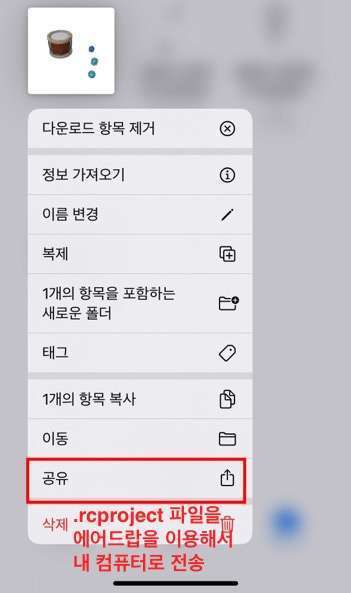 다운로드 항목 제거
정보 가져오기
이름 변경
복제
1개의 항목을 포함하는
새로운 폴더
태그
1개의 항목 복사
이동
공유
삭제
.rcproject 파일을
에어드랍을 이용해서
내 컴퓨터로 전송